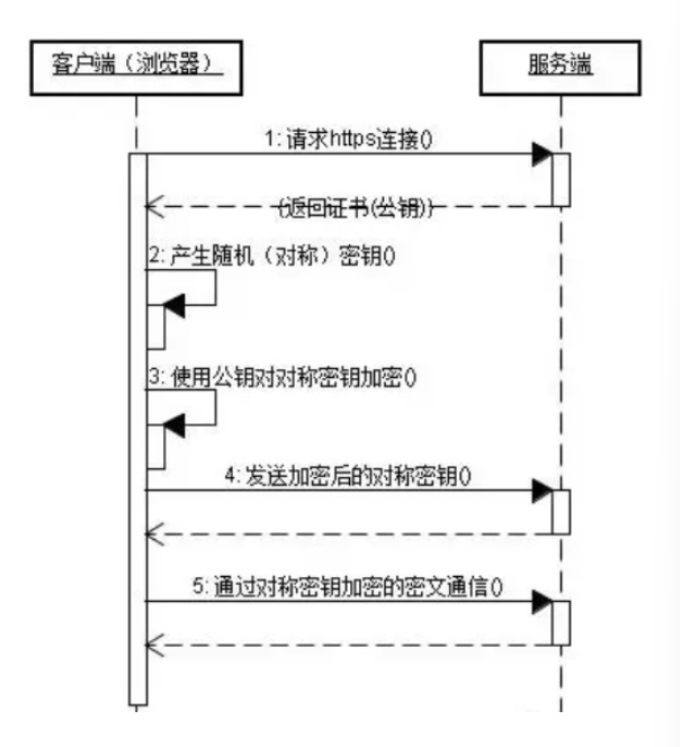 客户端（浏览器）
服务端
1: 请求https连接()
(返回证书(公钥))
2: 产生随机（对称）密钥()
3: 使用公钥对对称密钥加密()
4: 发送加密后的对称密钥()
5: 通过对称密钥加密的密文通信()